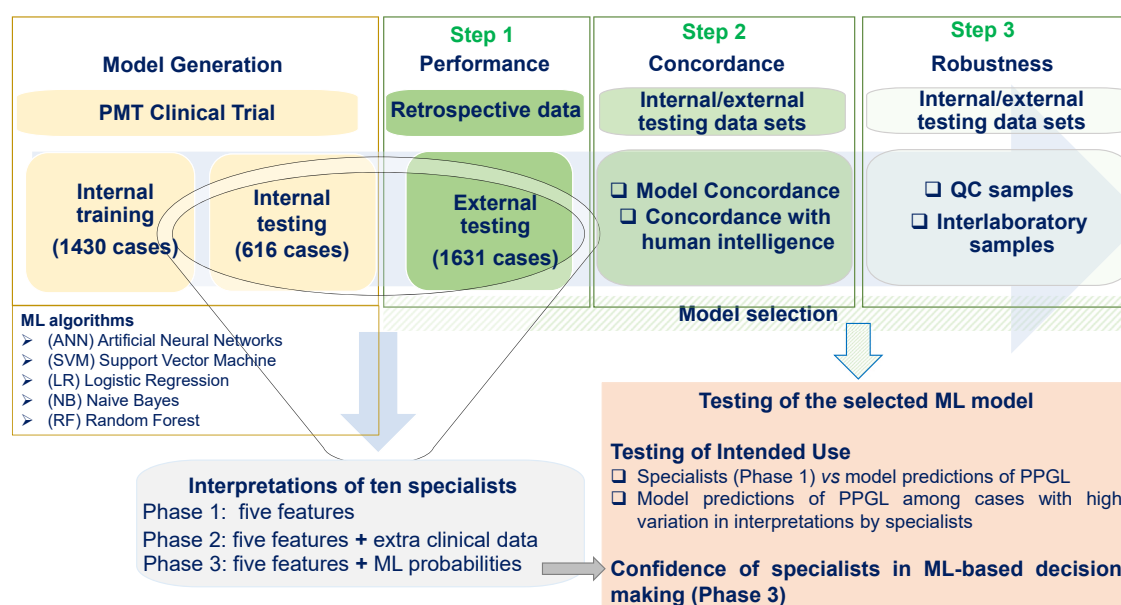 Model Generation
PMT Clinical Trial
Internal
training
(1430 cases)
Internal
testing
(616 cases)
ML algorithms
➢ (ANN) Artificial Neural Networks
➢ (SVM) Support Vector Machine
➢ (LR) Logistic Regression
➢ (NB) Naive Bayes
➢ (RF) Random Forest
Step 1
Performance
Retrospective data
External
testing
(1631 cases)
Step 2
Concordance
Internal/external
testing data sets
❑ Model Concordance
❑ Concordance with
human intelligence
Step 3
Robustness
Internal/external
testing data sets
❑ QC samples
❑ Interlaboratory
samples
Model selection
Interpretations of ten specialists
Phase 1: five features
Phase 2: five features + extra clinical data
Phase 3: five features + ML probabilities
Testing of the selected ML model
Testing of Intended Use
❑ Specialists (Phase 1) vs model predictions of PPGL
❑ Model predictions of PPGL among cases with high
variation in interpretations by specialists
Confidence of specialists in ML-based decision
making (Phase 3)